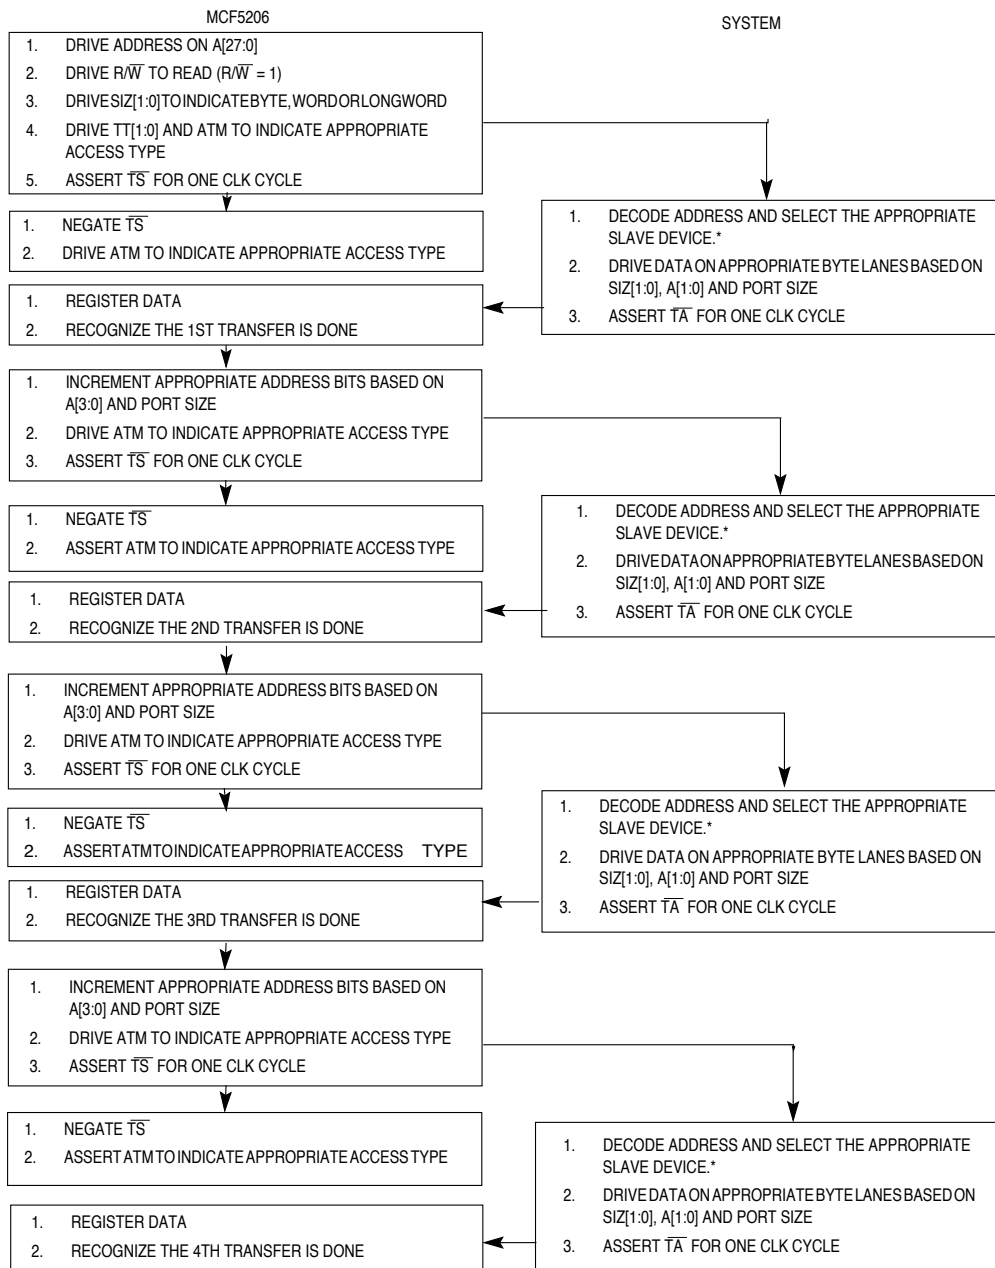 MCF5206
SYSTEM
1. DRIVE ADDRESS ON A[27:0]
2. DRIVE R/W̅ TO READ (R/W̅ = 1)
3. DRIVE SIZ[1:0] TO INDICATE BYTE, WORD OR LONGWORD
4. DRIVE TT[1:0] AND ATM TO INDICATE APPROPRIATE
ACCESS TYPE
5. ASSERT T̅S̅ FOR ONE CLK CYCLE
1. NEGATE T̅S̅
2. DRIVE ATM TO INDICATE APPROPRIATE ACCESS TYPE
1. DECODE ADDRESS AND SELECT THE APPROPRIATE
SLAVE DEVICE.*
2. DRIVE DATA ON APPROPRIATE BYTE LANES BASED ON
SIZ[1:0], A[1:0] AND PORT SIZE
3. ASSERT T̅A̅ FOR ONE CLK CYCLE
1. REGISTER DATA
2. RECOGNIZE THE 1ST TRANSFER IS DONE
1. INCREMENT APPROPRIATE ADDRESS BITS BASED ON
A[3:0] AND PORT SIZE
2. DRIVE ATM TO INDICATE APPROPRIATE ACCESS TYPE
3. ASSERT T̅S̅ FOR ONE CLK CYCLE
1. NEGATE T̅S̅
2. ASSERT ATM TO INDICATE APPROPRIATE ACCESS TYPE
1. DECODE ADDRESS AND SELECT THE APPROPRIATE
SLAVE DEVICE.*
2. DRIVE DATA ON APPROPRIATE BYTE LANES BASED ON
SIZ[1:0], A[1:0] AND PORT SIZE
3. ASSERT T̅A̅ FOR ONE CLK CYCLE
1. REGISTER DATA
2. RECOGNIZE THE 2ND TRANSFER IS DONE
1. INCREMENT APPROPRIATE ADDRESS BITS BASED ON
A[3:0] AND PORT SIZE
2. DRIVE ATM TO INDICATE APPROPRIATE ACCESS TYPE
3. ASSERT T̅S̅ FOR ONE CLK CYCLE
1. NEGATE T̅S̅
2. ASSERT ATM TO INDICATE APPROPRIATE ACCESS TYPE
1. DECODE ADDRESS AND SELECT THE APPROPRIATE
SLAVE DEVICE.*
2. DRIVE DATA ON APPROPRIATE BYTE LANES BASED ON
SIZ[1:0], A[1:0] AND PORT SIZE
3. ASSERT T̅A̅ FOR ONE CLK CYCLE
1. REGISTER DATA
2. RECOGNIZE THE 3RD TRANSFER IS DONE
1. INCREMENT APPROPRIATE ADDRESS BITS BASED ON
A[3:0] AND PORT SIZE
2. DRIVE ATM TO INDICATE APPROPRIATE ACCESS TYPE
3. ASSERT T̅S̅ FOR ONE CLK CYCLE
1. NEGATE T̅S̅
2. ASSERT ATM TO INDICATE APPROPRIATE ACCESS TYPE
1. DECODE ADDRESS AND SELECT THE APPROPRIATE
SLAVE DEVICE.*
2. DRIVE DATA ON APPROPRIATE BYTE LANES BASED ON
SIZ[1:0], A[1:0] AND PORT SIZE
3. ASSERT T̅A̅ FOR ONE CLK CYCLE
1. REGISTER DATA
2. RECOGNIZE THE 4TH TRANSFER IS DONE